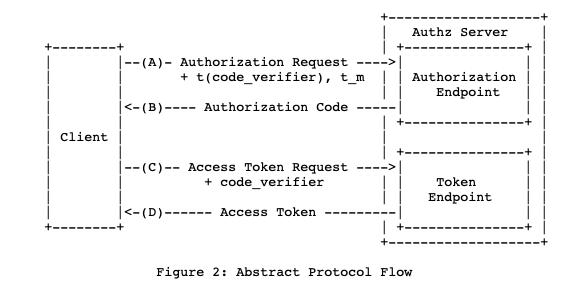 Authz Server
--(A)- Authorization Request ---->
+ t(code_verifier), t_m
Authorization
Endpoint
<-(B)---- Authorization Code -----
Client
--(C)-- Access Token Request ---->
+ code_verifier
Token
Endpoint
<-(D)------ Access Token ---------
Figure 2: Abstract Protocol Flow